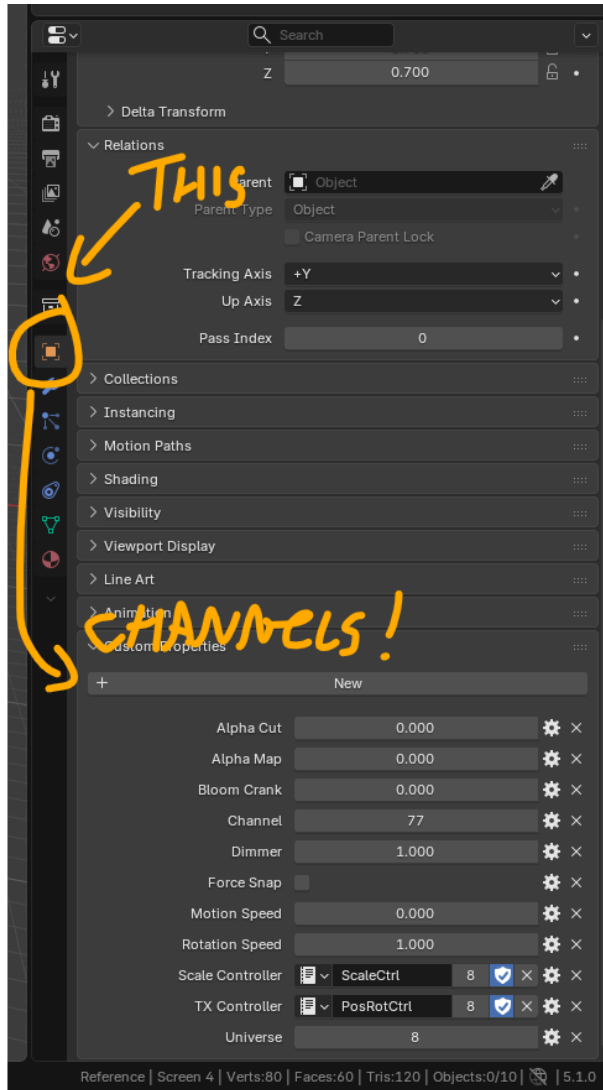 Search
Z 0.700
Delta Transform
Relations
THIS
Parent Object
Parent Type Object
Camera Parent Lock
Tracking Axis +Y
Up Axis Z
Pass Index 0
Collections
Instancing
Motion Paths
Shading
Visibility
Viewport Display
Line Art
Animation
CHANNELS!
Custom Properties
+ New
Alpha Cut 0.000
Alpha Map 0.000
Bloom Crank 0.000
Channel 77
Dimmer 1.000
Force Snap
Motion Speed 0.000
Rotation Speed 1.000
Scale Controller ScaleCtrl 8
TX Controller PosRotCtrl 8
Universe 8
Reference | Screen 4 | Verts:80 | Faces:60 | Tris:120 | Objects:0/10 | 5.1.0